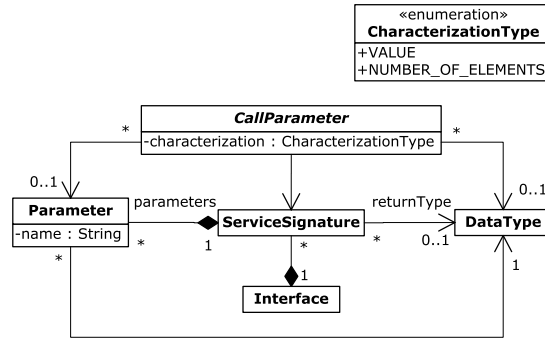 «enumeration»
CharacterizationType
+VALUE
+NUMBER_OF_ELEMENTS
CallParameter
-characterization : CharacterizationType
*
*
0..1
0..1
Parameter
-name : String
parameters
*
1
ServiceSignature
returnType
*
0..1
DataType
*
*
1
1
Interface